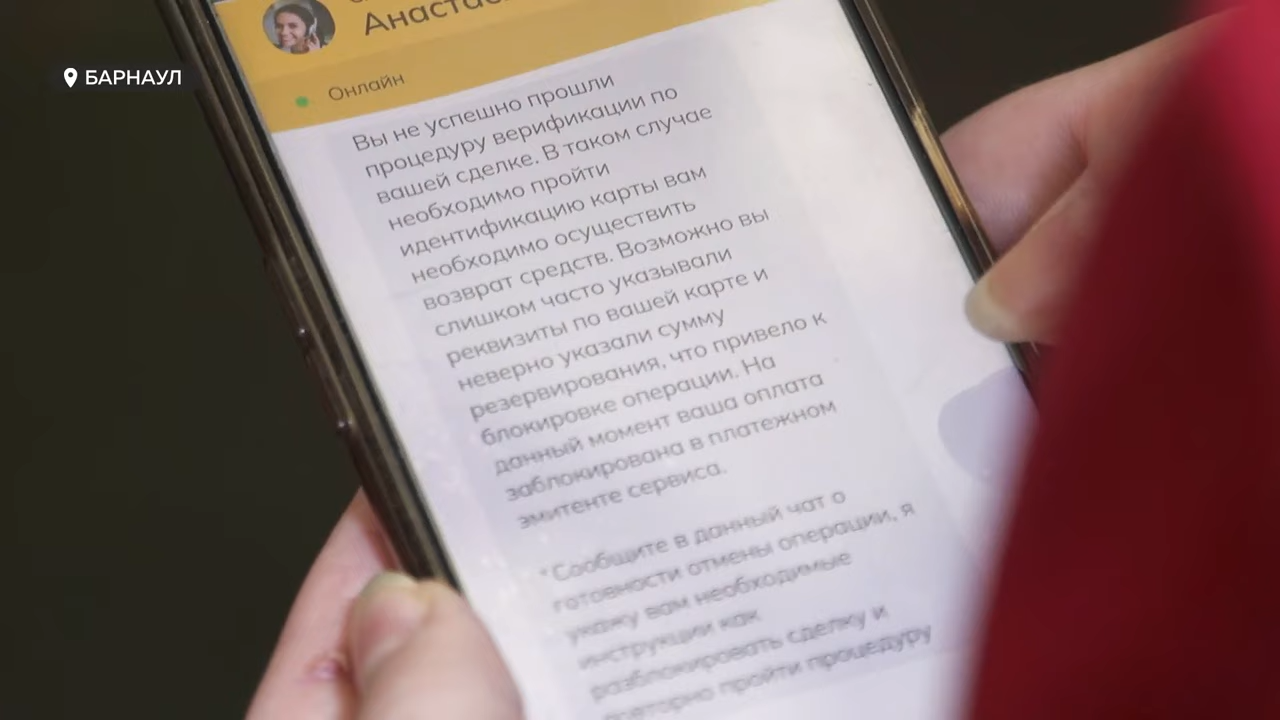 Анастас
БАРНАУЛ
Онлайн
Вы не успешно прошли
процедуру верификации по
вашей сделке. В таком случае
необходимо пройти
идентификацию карты вам
необходимо осуществить
возврат средств. Возможно вы
слишком часто указывали
реквизиты по вашей карте и
неверно указали сумму
резервирования, что привело к
блокировке операции. На
данный момент ваша оплата
заблокирована в платежном
эмитенте сервиса.
*Сообщите в данный чат о
готовности отмены операции, я
укажу вам необходимые
инструкции как
разблокировать сделку и
повторно пройти процедуру